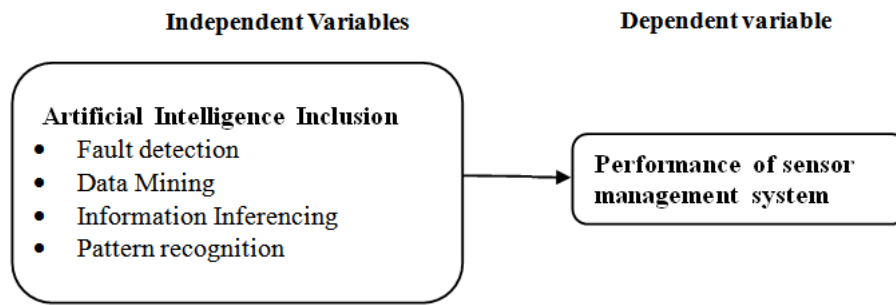 Independent Variables
Dependent variable
Artificial Intelligence Inclusion
• Fault detection
• Data Mining
• Information Inferencing
• Pattern recognition
Performance of sensor
management system